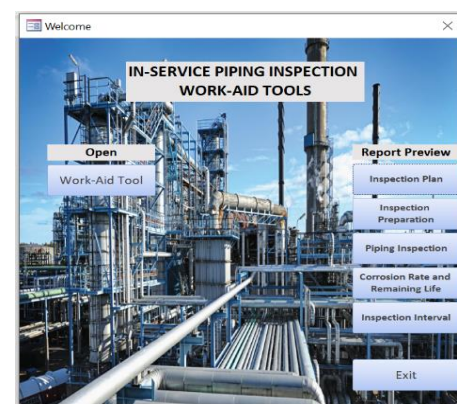 Welcome
IN-SERVICE PIPING INSPECTION
WORK-AID TOOLS
Open
Work-Aid Tool
Report Preview
Inspection Plan
Inspection
Preparation
Piping Inspection
Corrosion Rate and
Remaining Life
Inspection Interval
Exit